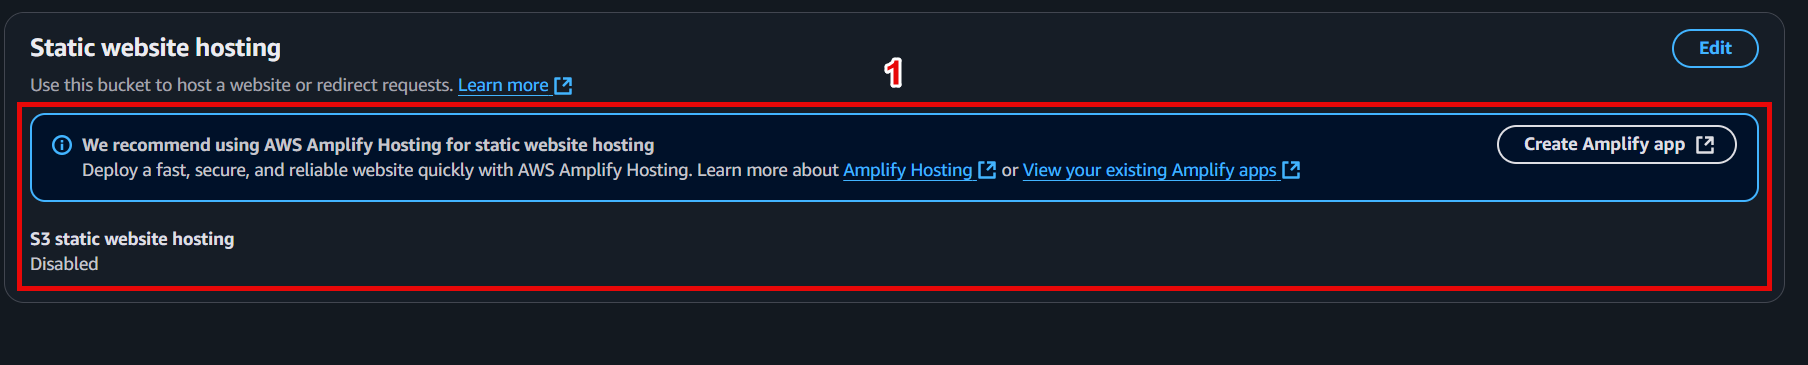 Static website hosting
Edit
Use this bucket to host a website or redirect requests. Learn more
1
We recommend using AWS Amplify Hosting for static website hosting
Deploy a fast, secure, and reliable website quickly with AWS Amplify Hosting. Learn more about Amplify Hosting or View your existing Amplify apps
Create Amplify app
S3 static website hosting
Disabled